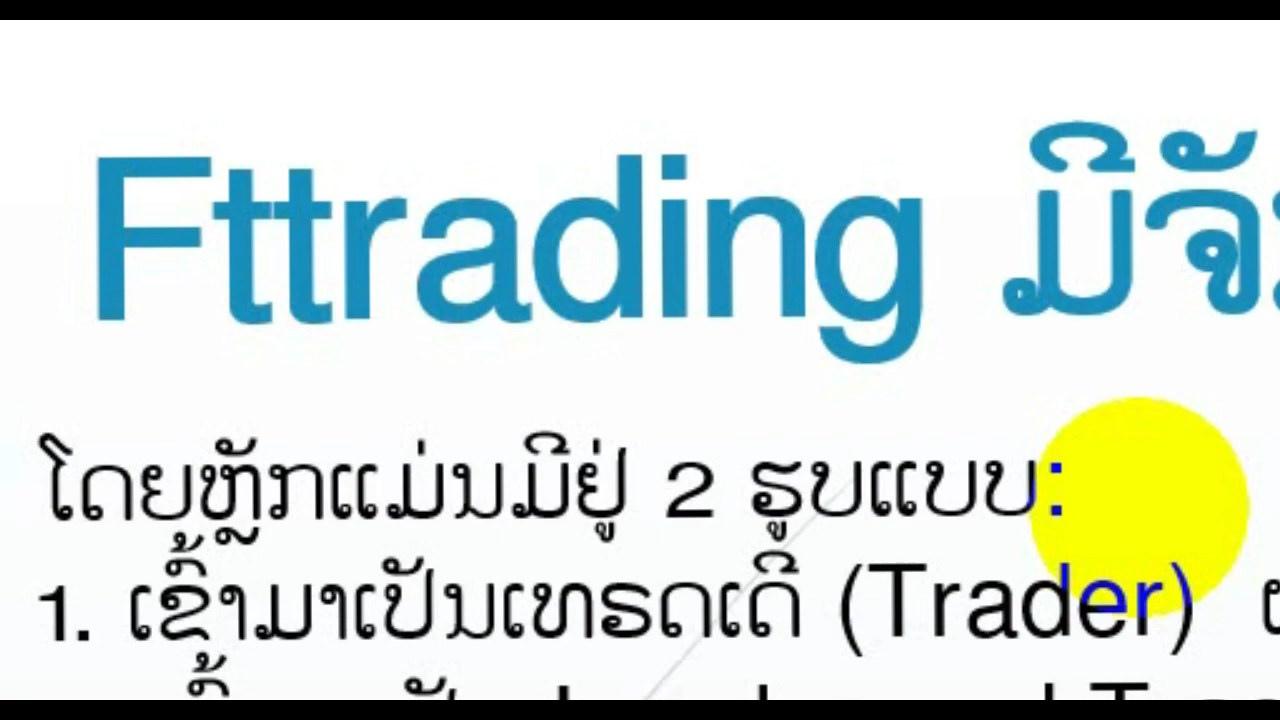 Fttrading ມີຈັ
ໂດຍຫຼັກແມ່ນມີຢູ່ 2 ຮູບແບບ:
1. ເຂົ້າມາເປັນເທຣດເດີ (Trader)